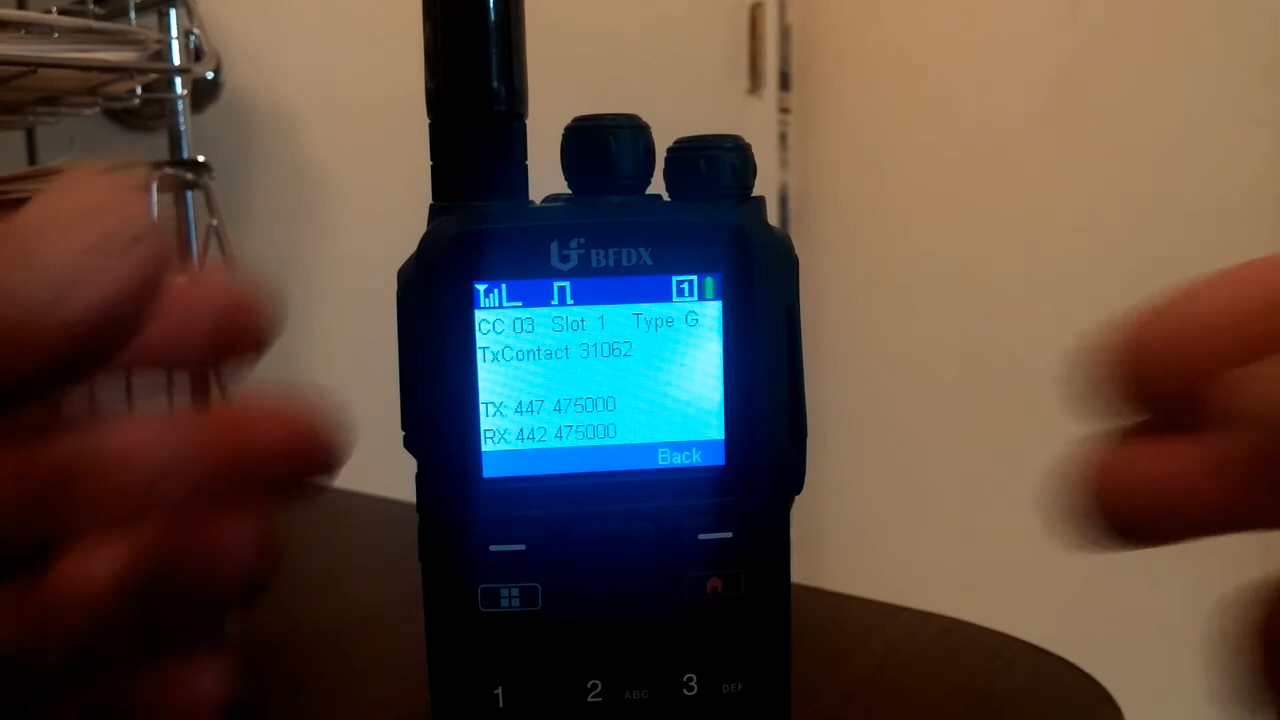 BFDX
1
CC 03 Slot 1 Type G
TxContact 31062
TX: 447 475000
RX: 442 475000
Back
1 2 ABC 3 DEF